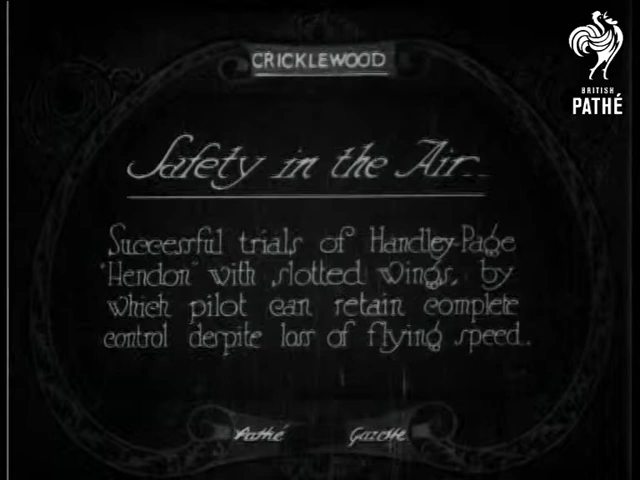 CRICKLEWOOD
BRITISH
PATHÉ
Safety in the Air..
Successful trials of Handley-Page
"Hendon" with slotted wings, by
which pilot can retain complete
control despite loss of flying speed.
Pathé Gazette